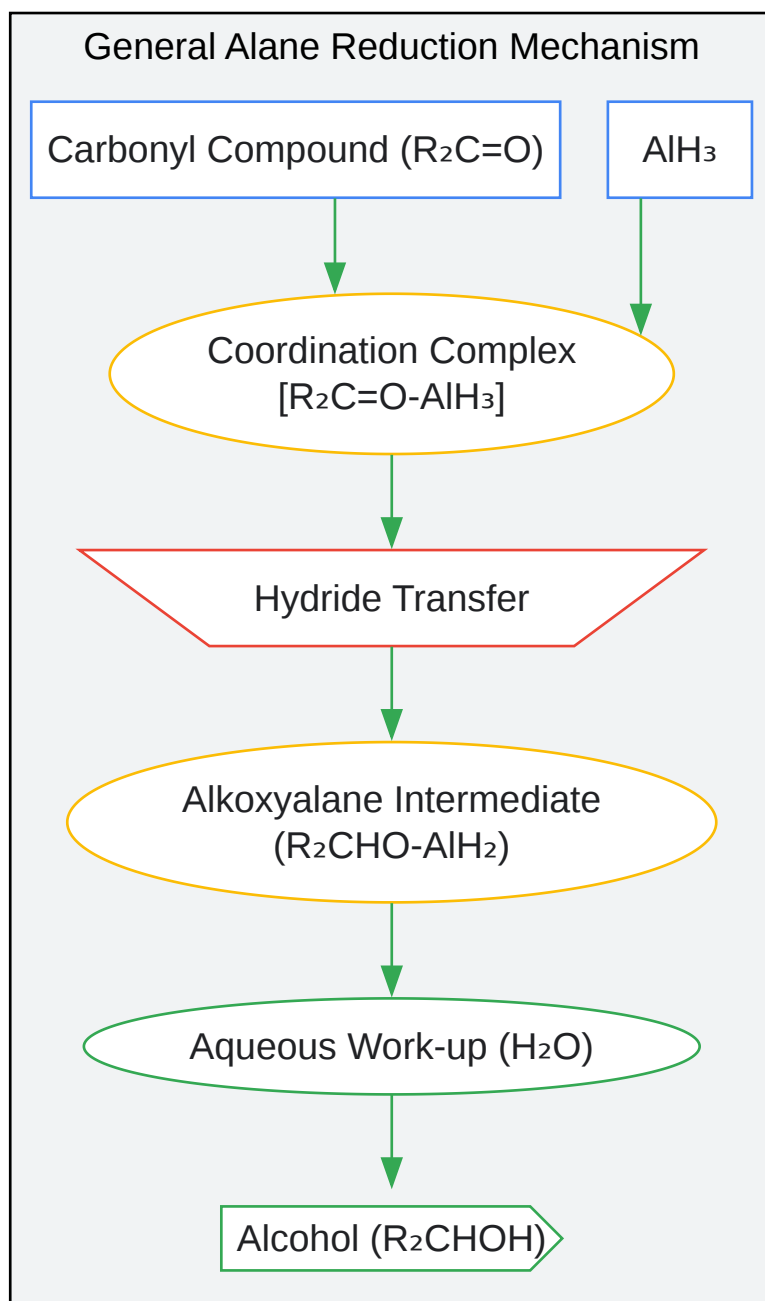 General Alane Reduction Mechanism
Carbonyl Compound (R₂C=O)
AlH₃
Coordination Complex
[R₂C=O-AlH₃]
Hydride Transfer
Alkoxyalane Intermediate
(R₂CHO-AlH₂)
Aqueous Work-up (H₂O)
Alcohol (R₂CHOH)